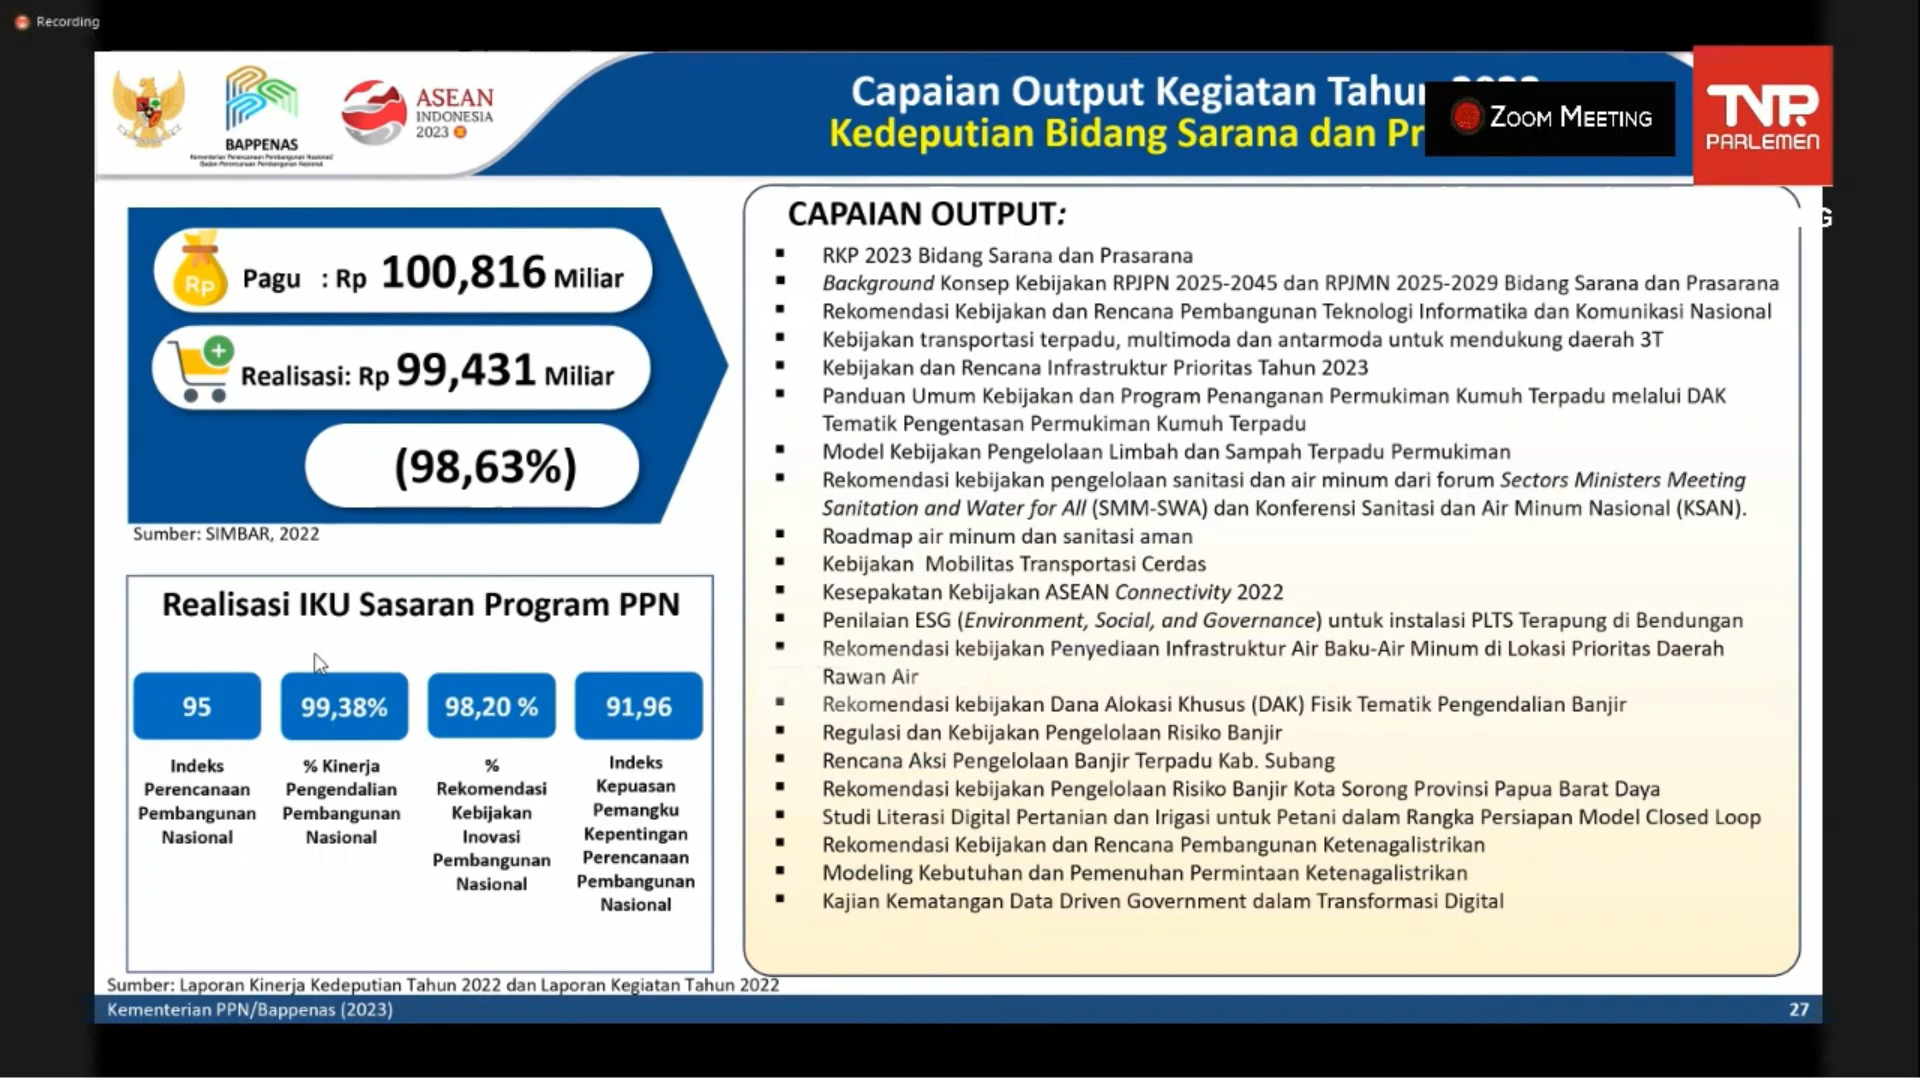 Recording
BAPPENAS
Kementerian Perencanaan Pembangunan Nasional/
Badan Perencanaan Pembangunan Nasional
ASEAN
INDONESIA
2023
Capaian Output Kegiatan Tahun 2022
Kedeputian Bidang Sarana dan Pr
ZOOM MEETING
TVR
PARLEMEN
G
Rp
Pagu : Rp 100,816 Miliar
Realisasi: Rp 99,431 Miliar
(98,63%)
Sumber: SIMBAR, 2022
Realisasi IKU Sasaran Program PPN
95
Indeks
Perencanaan
Pembangunan
Nasional
99,38%
% Kinerja
Pengendalian
Pembangunan
Nasional
98,20 %
%
Rekomendasi
Kebijakan
Inovasi
Pembangunan
Nasional
91,96
Indeks
Kepuasan
Pemangku
Kepentingan
Perencanaan
Pembangunan
Nasional
CAPAIAN OUTPUT:
▪ RKP 2023 Bidang Sarana dan Prasarana
▪ Background Konsep Kebijakan RPJPN 2025-2045 dan RPJMN 2025-2029 Bidang Sarana dan Prasarana
▪ Rekomendasi Kebijakan dan Rencana Pembangunan Teknologi Informatika dan Komunikasi Nasional
▪ Kebijakan transportasi terpadu, multimoda dan antarmoda untuk mendukung daerah 3T
▪ Kebijakan dan Rencana Infrastruktur Prioritas Tahun 2023
▪ Panduan Umum Kebijakan dan Program Penanganan Permukiman Kumuh Terpadu melalui DAK
Tematik Pengentasan Permukiman Kumuh Terpadu
▪ Model Kebijakan Pengelolaan Limbah dan Sampah Terpadu Permukiman
▪ Rekomendasi kebijakan pengelolaan sanitasi dan air minum dari forum Sectors Ministers Meeting
Sanitation and Water for All (SMM-SWA) dan Konferensi Sanitasi dan Air Minum Nasional (KSAN).
▪ Roadmap air minum dan sanitasi aman
▪ Kebijakan Mobilitas Transportasi Cerdas
▪ Kesepakatan Kebijakan ASEAN Connectivity 2022
▪ Penilaian ESG (Environment, Social, and Governance) untuk instalasi PLTS Terapung di Bendungan
▪ Rekomendasi kebijakan Penyediaan Infrastruktur Air Baku-Air Minum di Lokasi Prioritas Daerah
Rawan Air
▪ Rekomendasi kebijakan Dana Alokasi Khusus (DAK) Fisik Tematik Pengendalian Banjir
▪ Regulasi dan Kebijakan Pengelolaan Risiko Banjir
▪ Rencana Aksi Pengelolaan Banjir Terpadu Kab. Subang
▪ Rekomendasi kebijakan Pengelolaan Risiko Banjir Kota Sorong Provinsi Papua Barat Daya
▪ Studi Literasi Digital Pertanian dan Irigasi untuk Petani dalam Rangka Persiapan Model Closed Loop
▪ Rekomendasi Kebijakan dan Rencana Pembangunan Ketenagalistrikan
▪ Modeling Kebutuhan dan Pemenuhan Permintaan Ketenagalistrikan
▪ Kajian Kematangan Data Driven Government dalam Transformasi Digital
Sumber: Laporan Kinerja Kedeputian Tahun 2022 dan Laporan Kegiatan Tahun 2022
Kementerian PPN/Bappenas (2023)
27